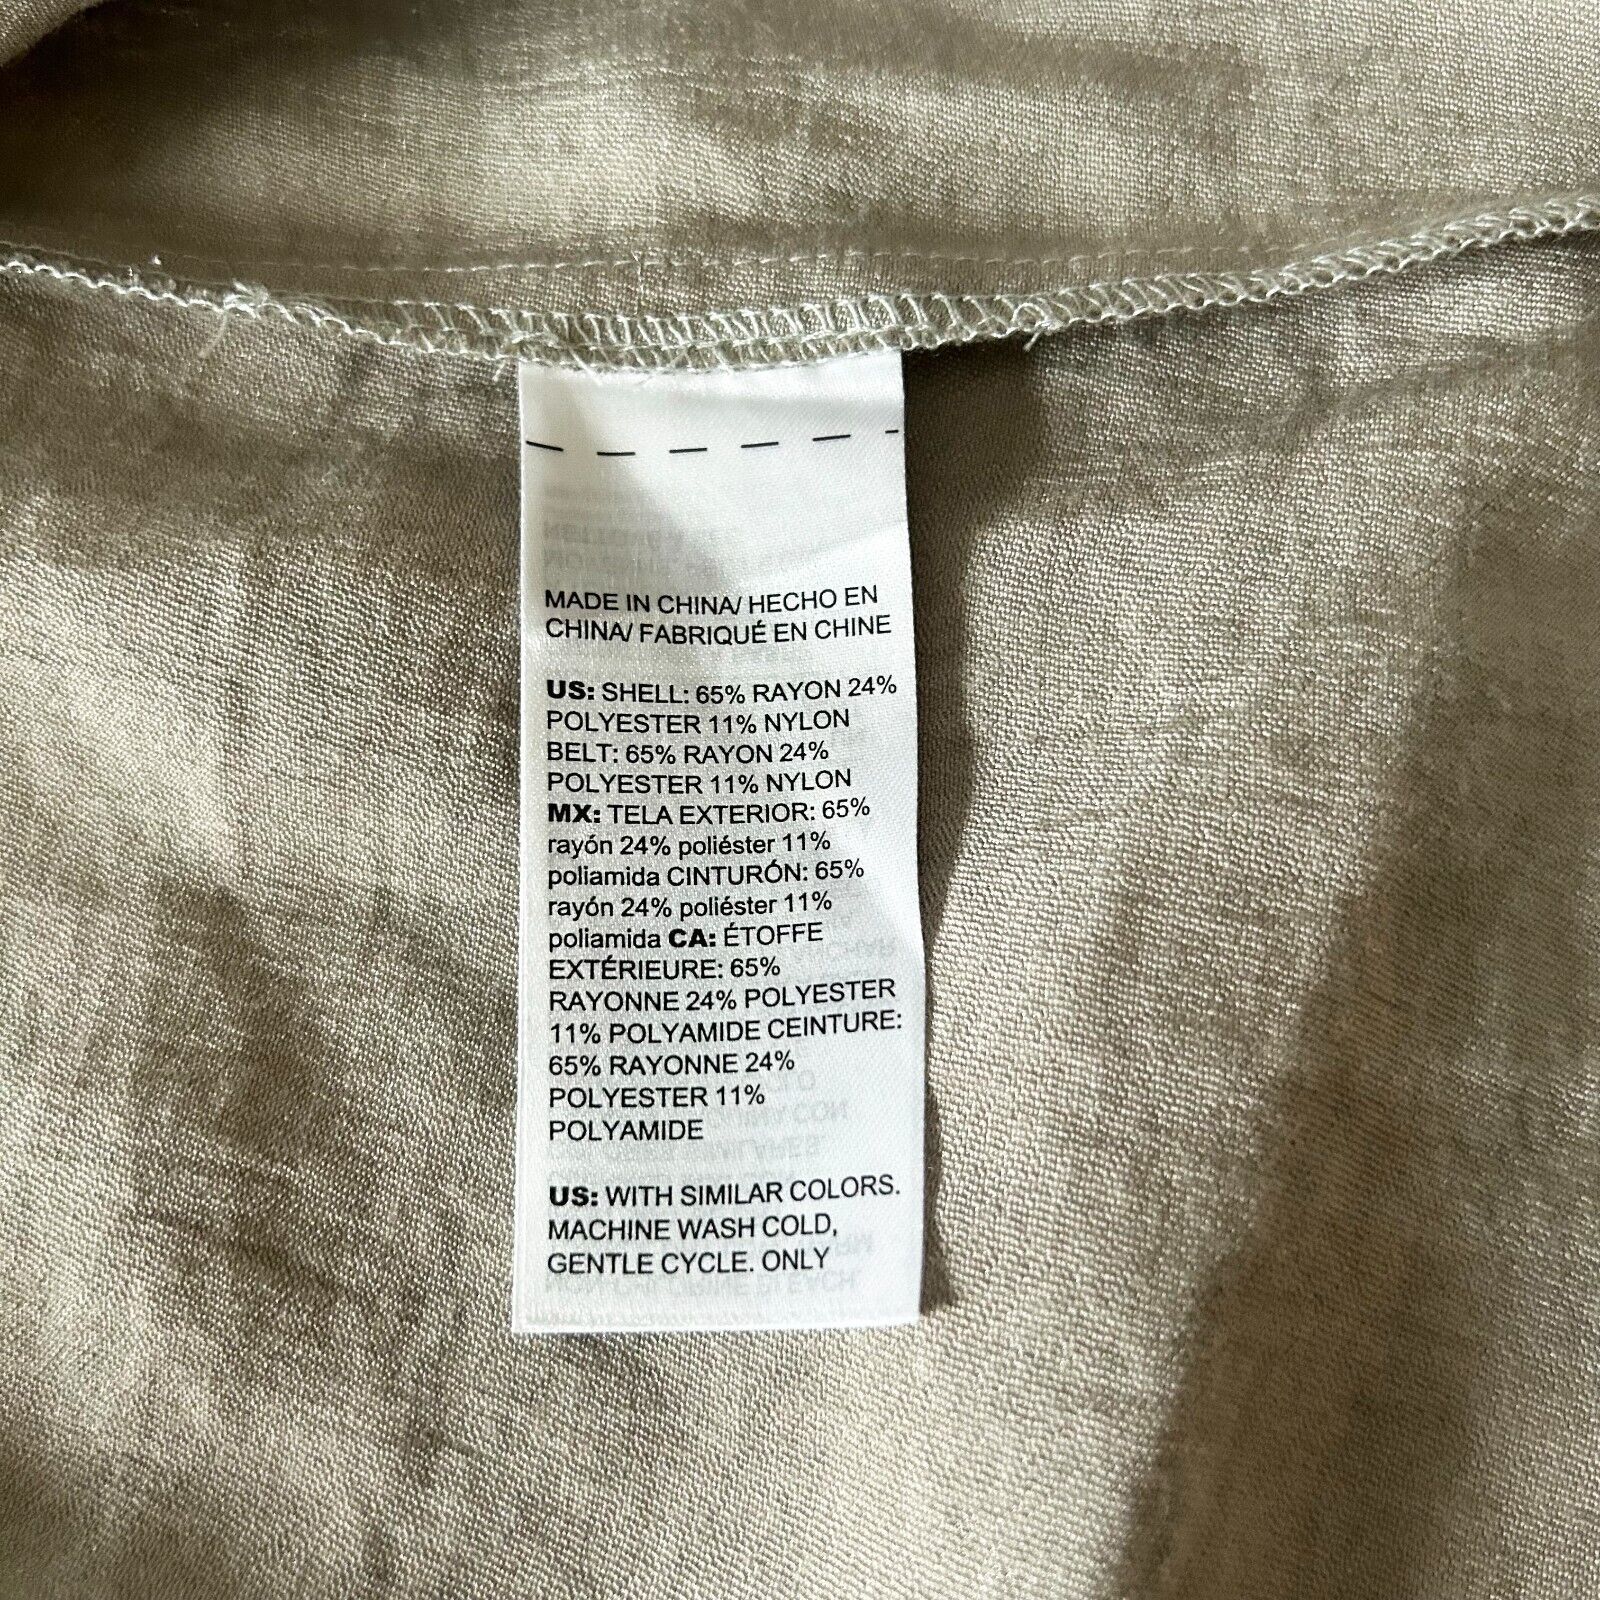 MADE IN CHINA/ HECHO EN
CHINA/ FABRIQUÉ EN CHINE
US: SHELL: 65% RAYON 24%
POLYESTER 11% NYLON
BELT: 65% RAYON 24%
POLYESTER 11% NYLON
MX: TELA EXTERIOR: 65%
rayón 24% poliéster 11%
poliamida CINTURÓN: 65%
rayón 24% poliéster 11%
poliamida CA: ÉTOFFE
EXTÉRIEURE: 65%
RAYONNE 24% POLYESTER
11% POLYAMIDE CEINTURE:
65% RAYONNE 24%
POLYESTER 11%
POLYAMIDE
US: WITH SIMILAR COLORS.
MACHINE WASH COLD,
GENTLE CYCLE. ONLY